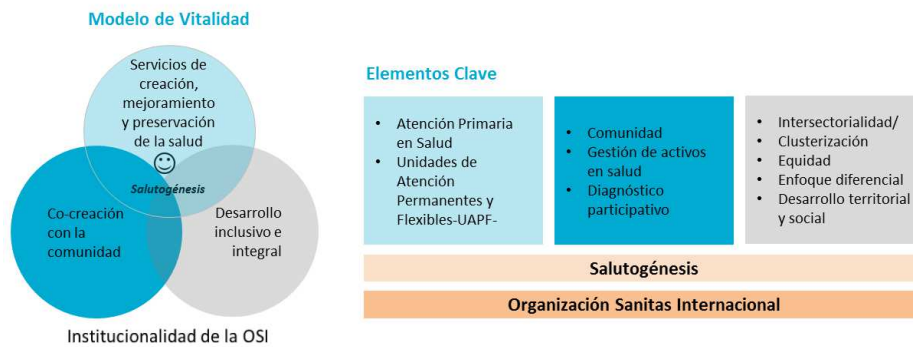 Modelo de Vitalidad
Servicios de
creación,
mejoramiento
y preservación
de la salud
Salutogénesis
Co-creación
con la
comunidad
Desarrollo
inclusivo e
integral
Institucionalidad de la OSI
Elementos Clave
• Atención Primaria
en Salud
• Unidades de
Atención
Permanentes y
Flexibles-UAPF-
• Comunidad
• Gestión de activos
en salud
• Diagnóstico
participativo
• Intersectorialidad/
• Clusterización
• Equidad
• Enfoque diferencial
• Desarrollo territorial
y social
Salutogénesis
Organización Sanitas Internacional